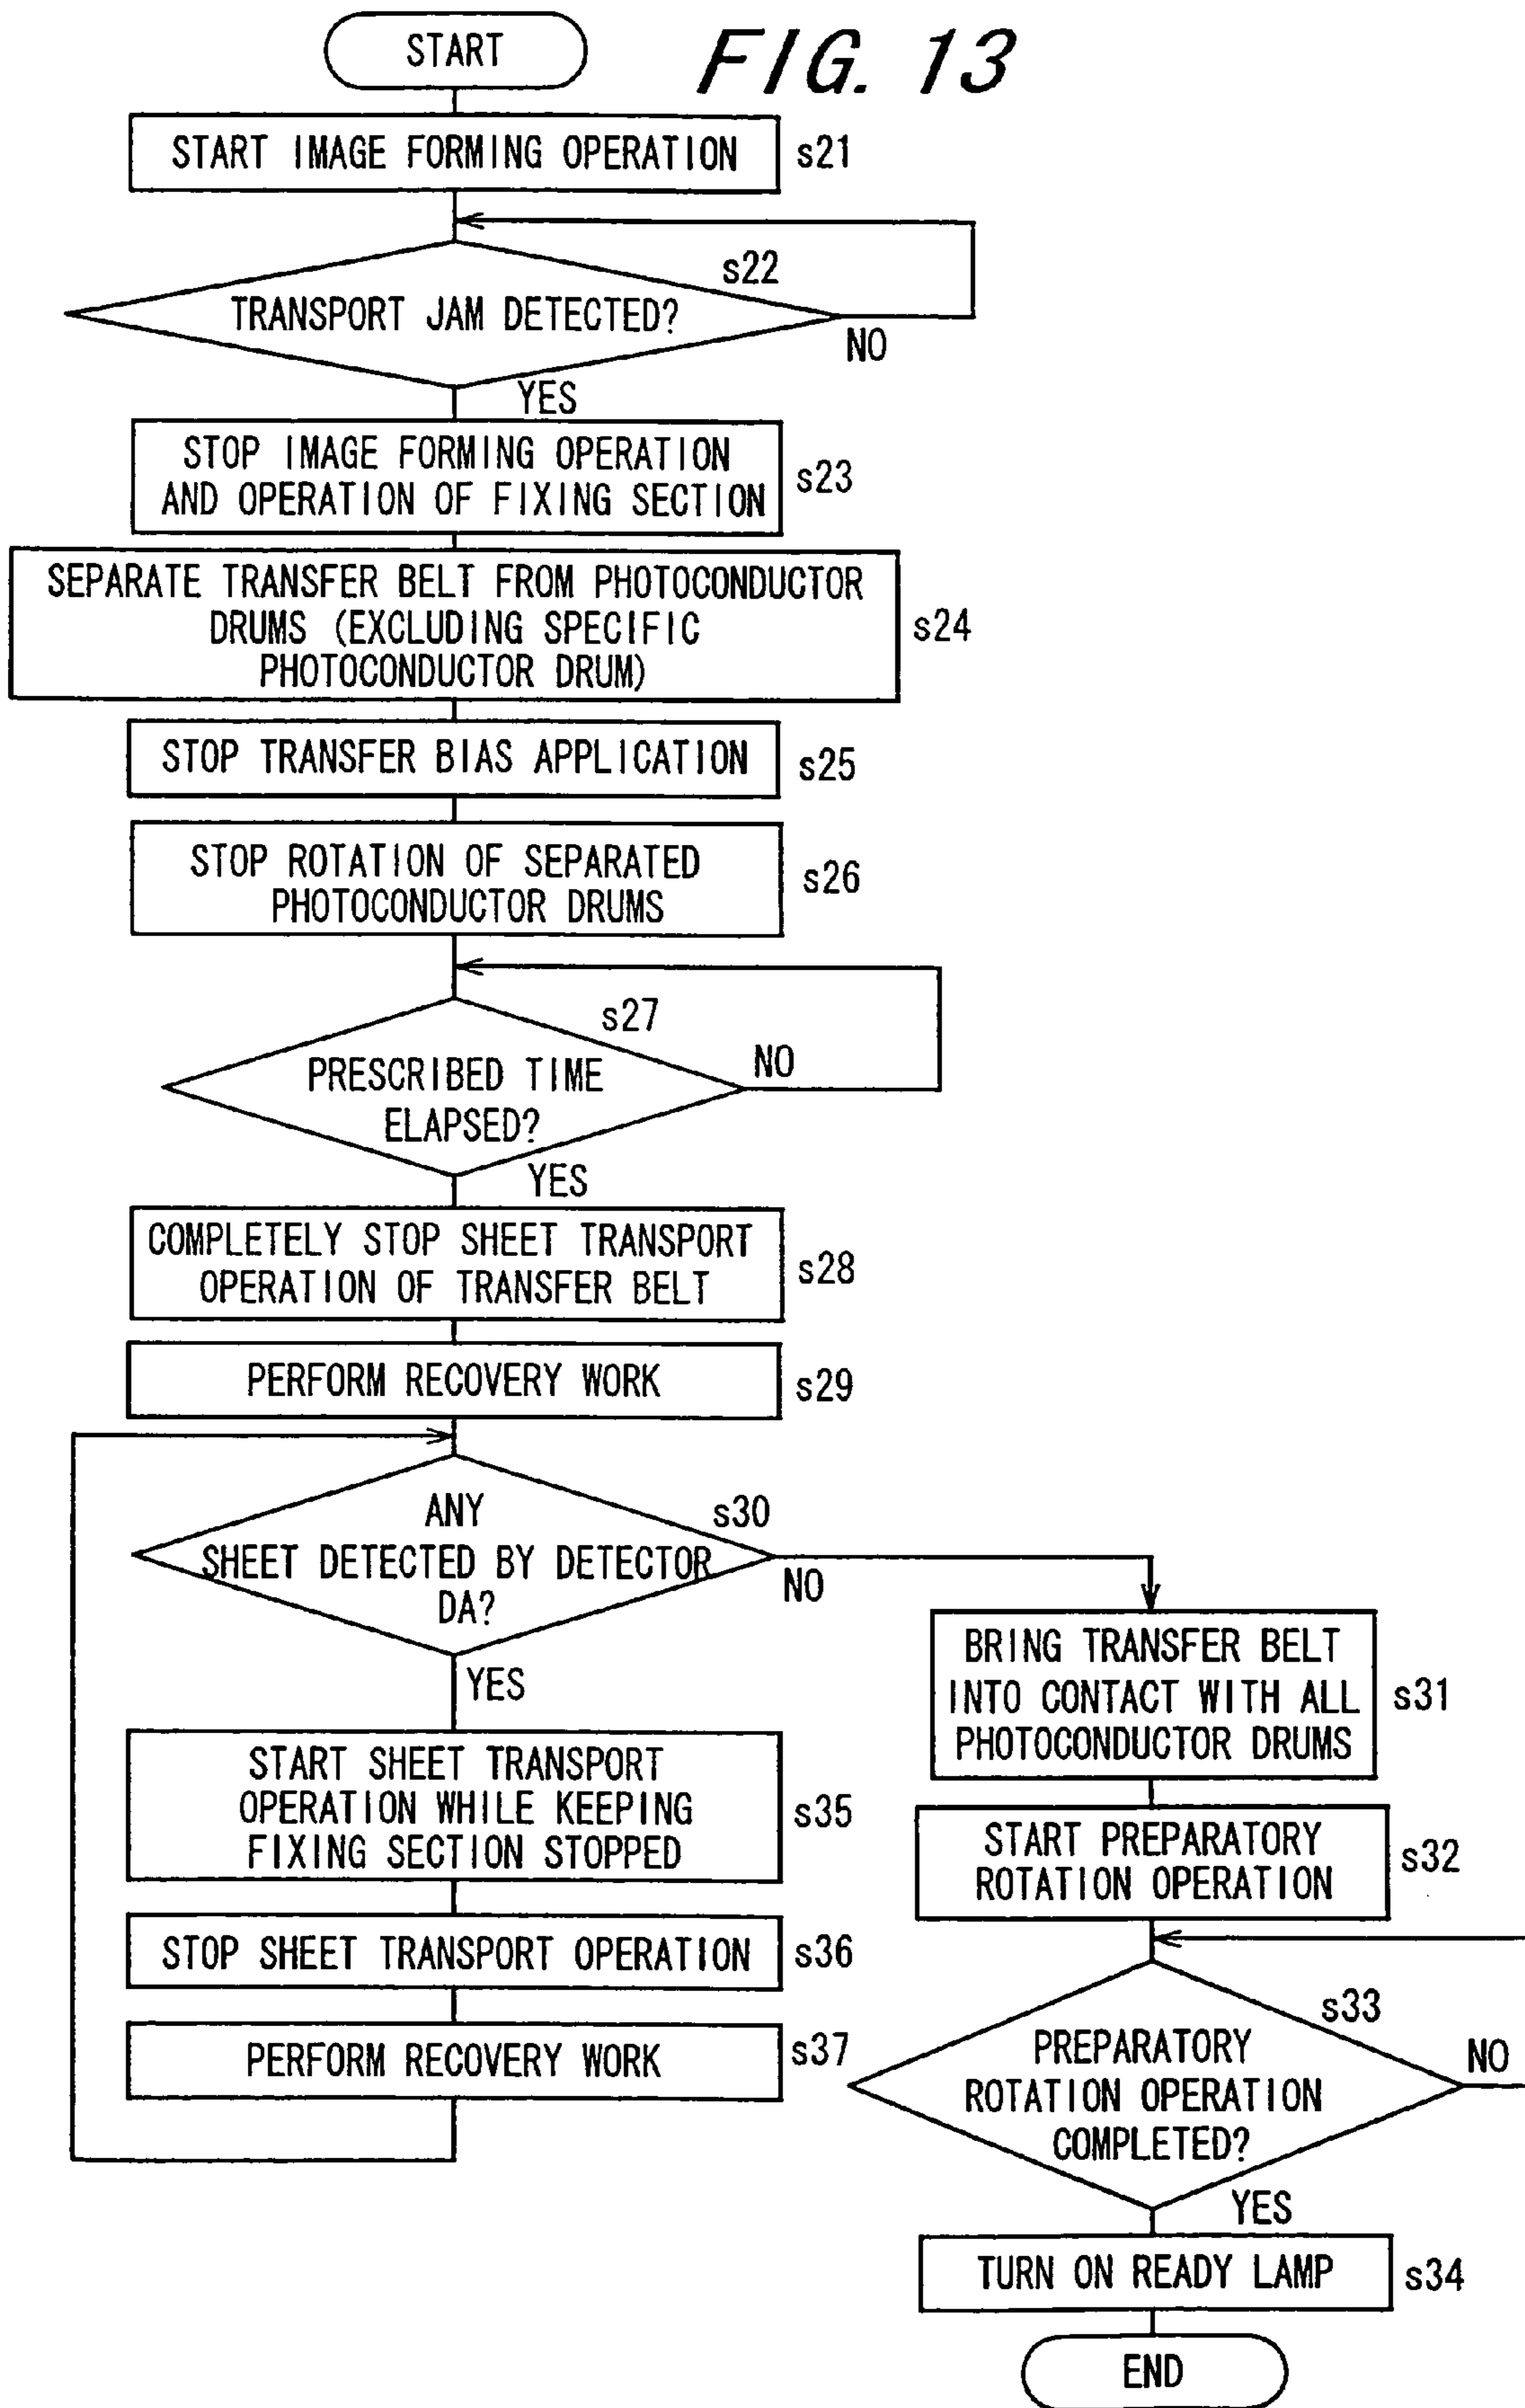 START
FIG. 13
START IMAGE FORMING OPERATION
s21
s22
TRANSPORT JAM DETECTED?
NO
YES
STOP IMAGE FORMING OPERATION
AND OPERATION OF FIXING SECTION
s23
SEPARATE TRANSFER BELT FROM PHOTOCONDUCTOR
DRUMS (EXCLUDING SPECIFIC
PHOTOCONDUCTOR DRUM)
s24
STOP TRANSFER BIAS APPLICATION
s25
STOP ROTATION OF SEPARATED
PHOTOCONDUCTOR DRUMS
s26
s27
PRESCRIBED TIME
ELAPSED?
NO
YES
COMPLETELY STOP SHEET TRANSPORT
OPERATION OF TRANSFER BELT
s28
PERFORM RECOVERY WORK
s29
ANY
SHEET DETECTED BY DETECTOR
DA?
s30
NO
YES
START SHEET TRANSPORT
OPERATION WHILE KEEPING
FIXING SECTION STOPPED
s35
STOP SHEET TRANSPORT OPERATION
s36
PERFORM RECOVERY WORK
s37
BRING TRANSFER BELT
INTO CONTACT WITH ALL
PHOTOCONDUCTOR DRUMS
s31
START PREPARATORY
ROTATION OPERATION
s32
s33
PREPARATORY
ROTATION OPERATION
COMPLETED?
NO
YES
TURN ON READY LAMP
s34
END